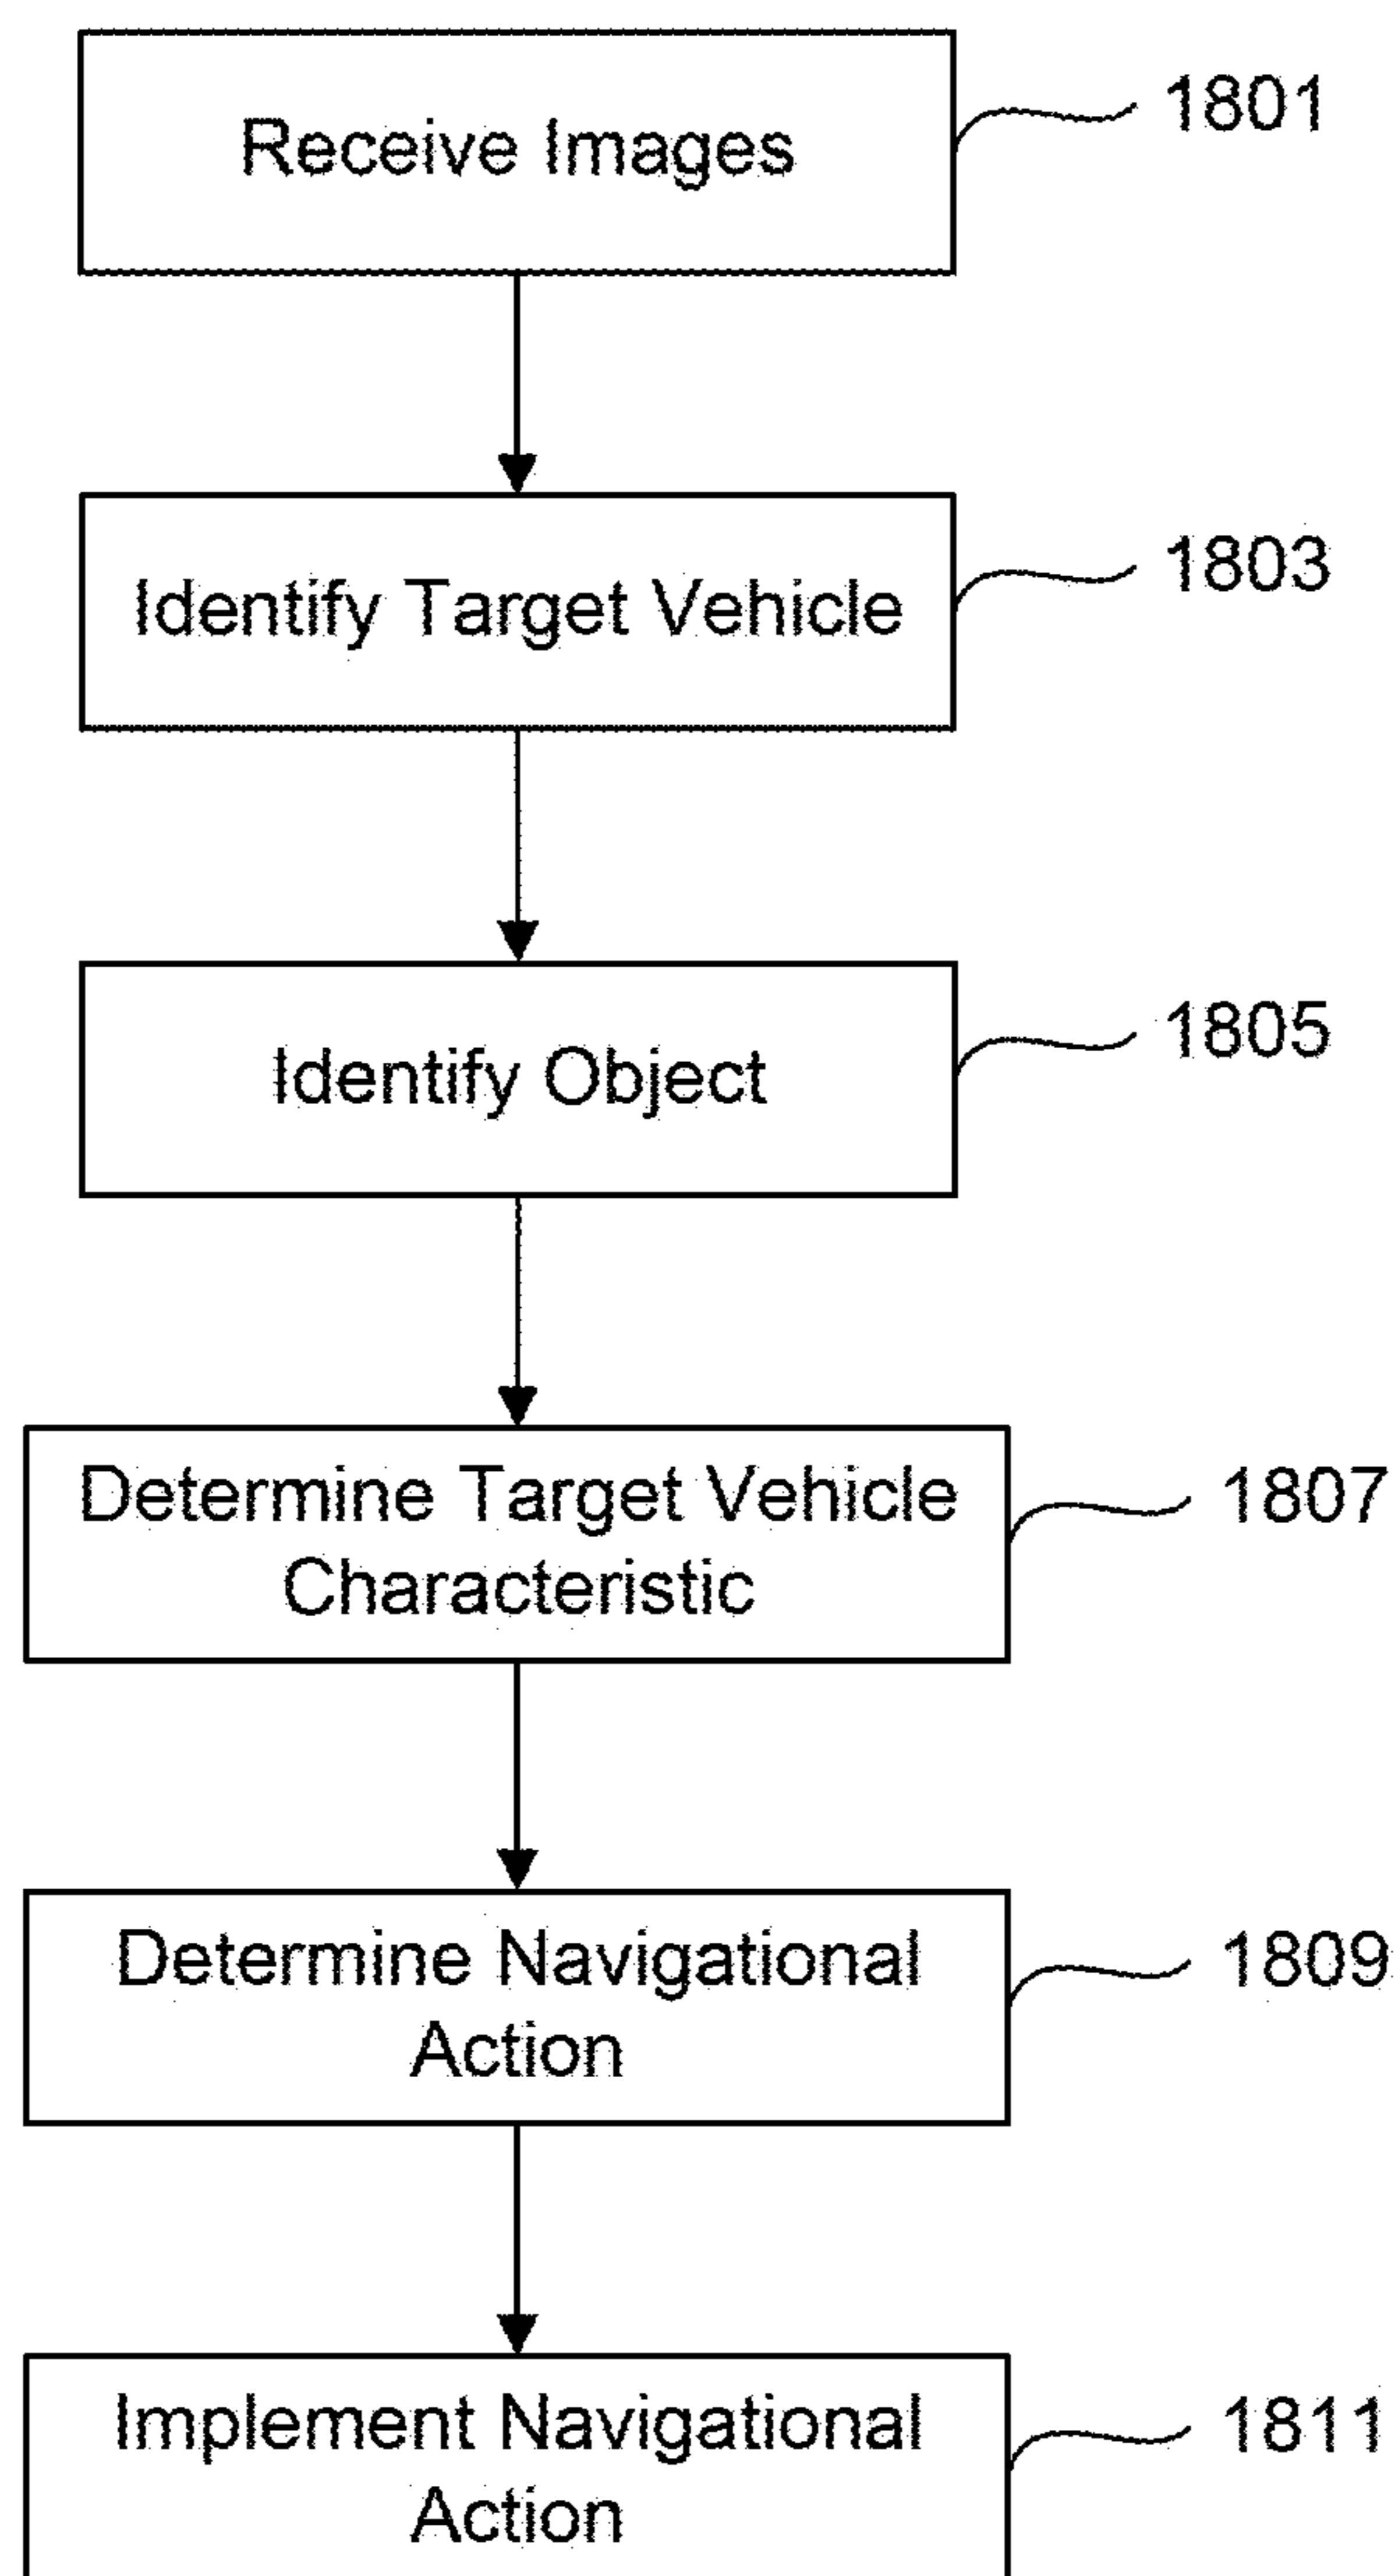 Receive Images
1801
Identify Target Vehicle
1803
Identify Object
1805
Determine Target Vehicle
Characteristic
1807
Determine Navigational
Action
1809
Implement Navigational
Action
1811